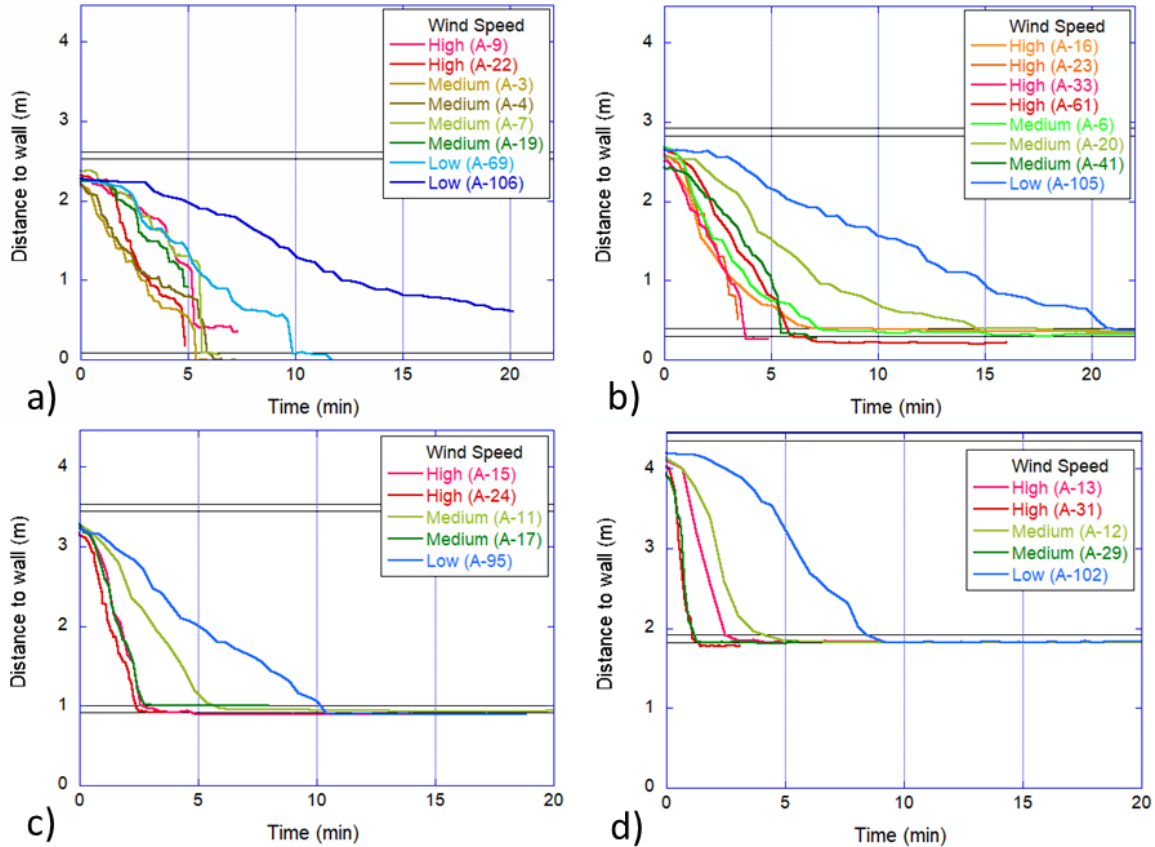 Wind Speed
High (A-9)
High (A-22)
Medium (A-3)
Medium (A-4)
Medium (A-7)
Medium (A-19)
Low (A-69)
Low (A-106)
Distance to wall (m)
4
3
2
1
0
0
5
10
15
20
Time (min)
a)
Wind Speed
High (A-16)
High (A-23)
High (A-33)
High (A-61)
Medium (A-6)
Medium (A-20)
Medium (A-41)
Low (A-105)
Distance to wall (m)
4
3
2
1
0
0
5
10
15
20
Time (min)
b)
Wind Speed
High (A-15)
High (A-24)
Medium (A-11)
Medium (A-17)
Low (A-95)
Distance to wall (m)
4
3
2
1
0
0
5
10
15
20
Time (min)
c)
Wind Speed
High (A-13)
High (A-31)
Medium (A-12)
Medium (A-29)
Low (A-102)
Distance to wall (m)
4
3
2
1
0
0
5
10
15
20
Time (min)
d)